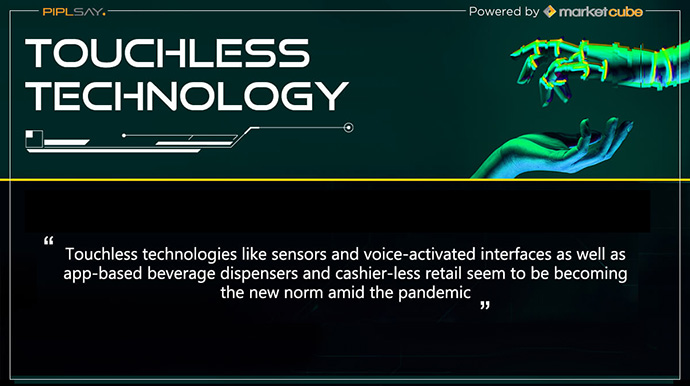 PIPLSAY.
Powered by marketcube
TOUCHLESS
TECHNOLOGY
“ Touchless technologies like sensors and voice-activated interfaces as well as
app-based beverage dispensers and cashier-less retail seem to be becoming
the new norm amid the pandemic ”